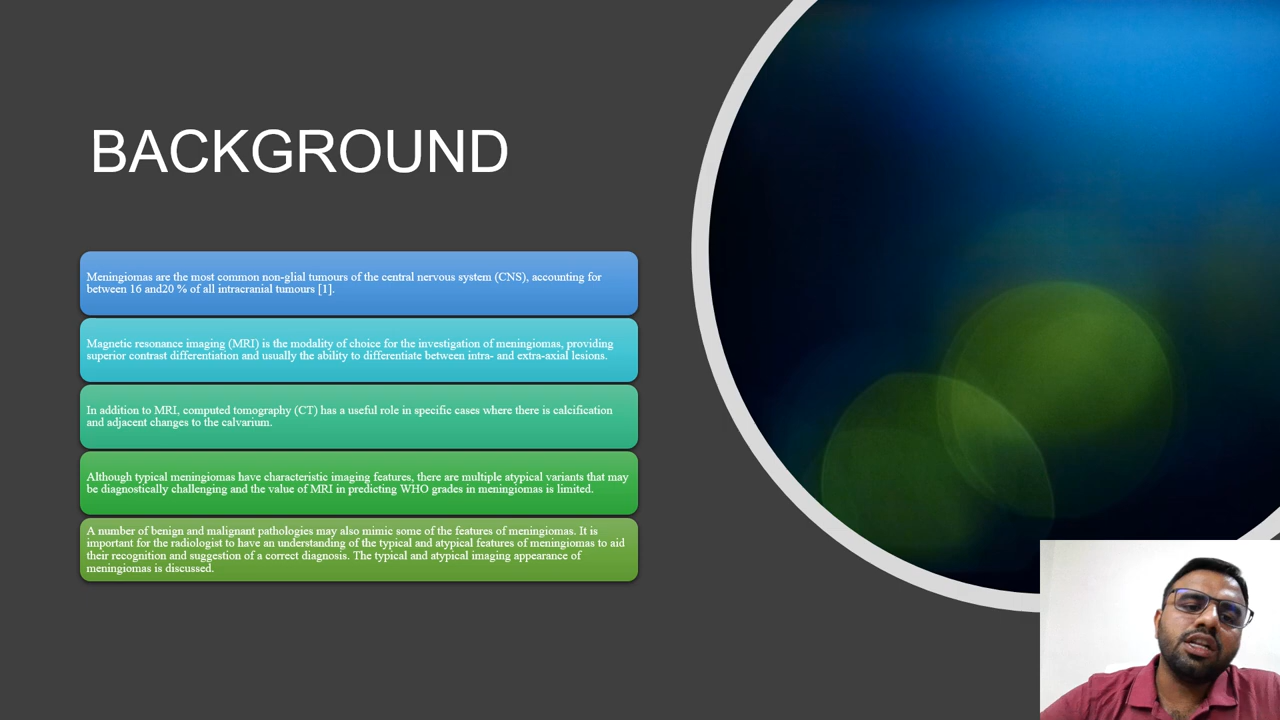 BACKGROUND
Meningiomas are the most common non-glial tumours of the central nervous system (CNS), accounting for
between 16 and20 % of all intracranial tumours [1].
Magnetic resonance imaging (MRI) is the modality of choice for the investigation of meningiomas, providing
superior contrast differentiation and usually the ability to differentiate between intra- and extra-axial lesions.
In addition to MRI, computed tomography (CT) has a useful role in specific cases where there is calcification
and adjacent changes to the calvarium.
Although typical meningiomas have characteristic imaging features, there are multiple atypical variants that may
be diagnostically challenging and the value of MRI in predicting WHO grades in meningiomas is limited.
A number of benign and malignant pathologies may also mimic some of the features of meningiomas. It is
important for the radiologist to have an understanding of the typical and atypical features of meningiomas to aid
their recognition and suggestion of a correct diagnosis. The typical and atypical imaging appearance of
meningiomas is discussed.